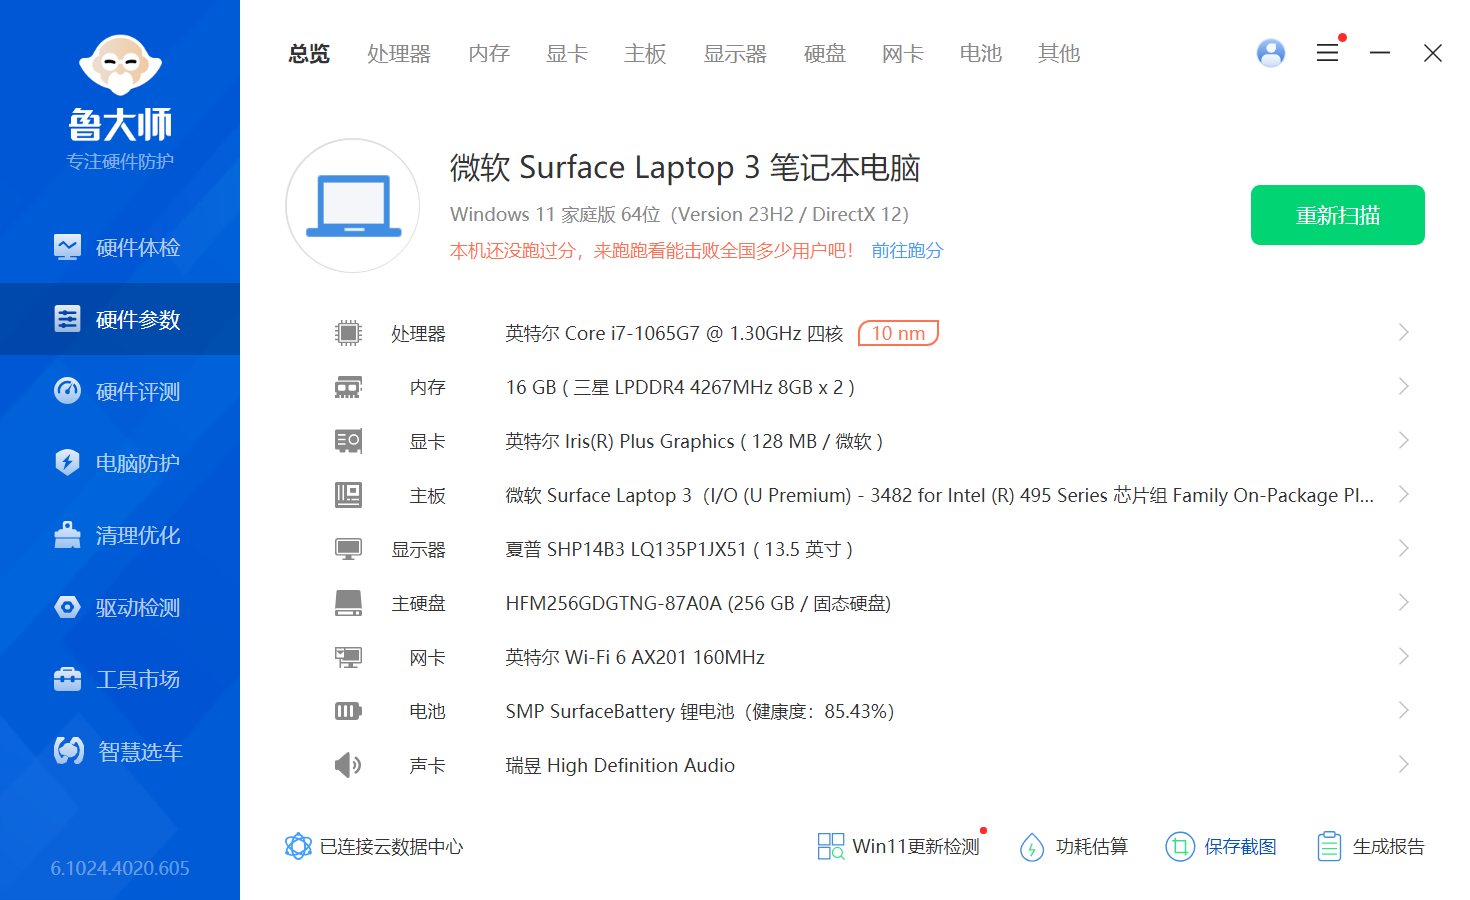 鲁大师
专注硬件防护
硬件体检
硬件参数
硬件评测
电脑防护
清理优化
驱动检测
工具市场
智慧选车
6.1024.4020.605
总览 处理器 内存 显卡 主板 显示器 硬盘 网卡 电池 其他
微软 Surface Laptop 3 笔记本电脑
Windows 11 家庭版 64位（Version 23H2 / DirectX 12）
本机还没跑过分，来跑跑看能击败全国多少用户吧！ 前往跑分
重新扫描
处理器 英特尔 Core i7-1065G7 @ 1.30GHz 四核 10 nm
内存 16 GB ( 三星 LPDDR4 4267MHz 8GB x 2 )
显卡 英特尔 Iris(R) Plus Graphics ( 128 MB / 微软 )
主板 微软 Surface Laptop 3（I/O (U Premium) - 3482 for Intel (R) 495 Series 芯片组 Family On-Package Pl...
显示器 夏普 SHP14B3 LQ135P1JX51 ( 13.5 英寸 )
主硬盘 HFM256GDGTNG-87A0A (256 GB / 固态硬盘)
网卡 英特尔 Wi-Fi 6 AX201 160MHz
电池 SMP SurfaceBattery 锂电池（健康度：85.43%）
声卡 瑞昱 High Definition Audio
已连接云数据中心 Win11更新检测 功耗估算 保存截图 生成报告